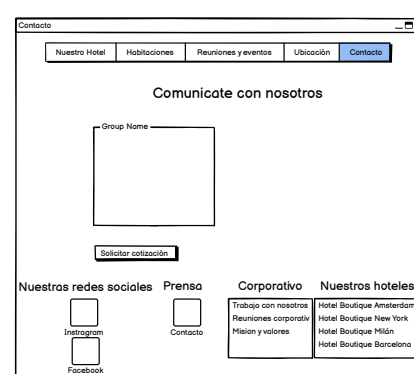 Contacto
Nuestro Hotel Habitaciones Reuniones y eventos Ubicación Contacto
Comunicate con nosotros
Group Name
Solicitar cotización
Nuestras redes sociales Prensa Corporativo Nuestros hoteles
Trabaja con nosotros Hotel Boutique Amsterdam
Reuniones corporativ Hotel Boutique New York
Instragram Contacto Mision y valores Hotel Boutique Milán
Hotel Boutique Barcelona
Facebook